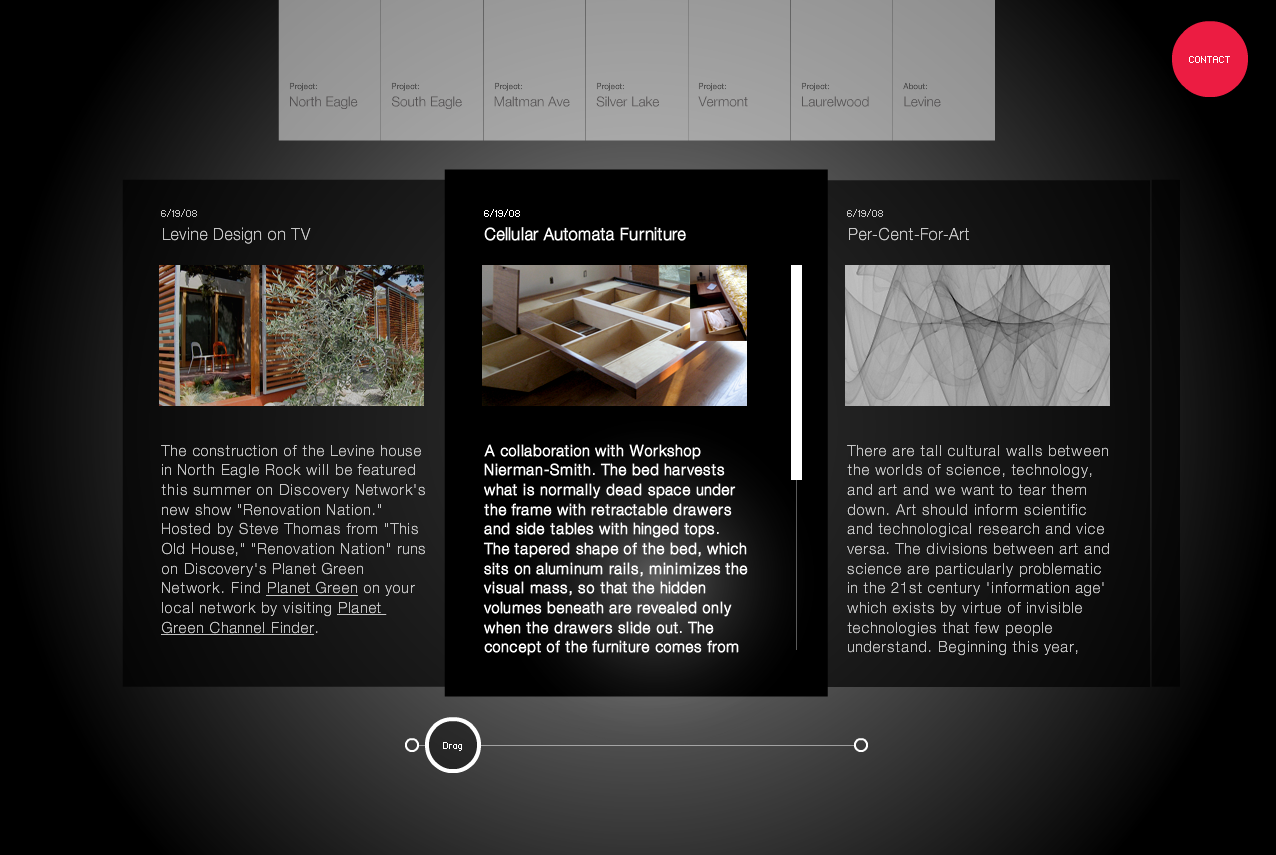 CONTACT
Project: Project: Project: Project: Project: Project: About:
North Eagle South Eagle Maltman Ave Silver Lake Vermont Laurelwood Levine
6/19/08
Levine Design on TV
The construction of the Levine house
in North Eagle Rock will be featured
this summer on Discovery Network's
new show "Renovation Nation."
Hosted by Steve Thomas from "This
Old House," "Renovation Nation" runs
on Discovery's Planet Green
Network. Find Planet Green on your
local network by visiting Planet
Green Channel Finder.
6/19/08
Cellular Automata Furniture
A collaboration with Workshop
Nierman-Smith. The bed harvests
what is normally dead space under
the frame with retractable drawers
and side tables with hinged tops.
The tapered shape of the bed, which
sits on aluminum rails, minimizes the
visual mass, so that the hidden
volumes beneath are revealed only
when the drawers slide out. The
concept of the furniture comes from
6/19/08
Per-Cent-For-Art
There are tall cultural walls between
the worlds of science, technology,
and art and we want to tear them
down. Art should inform scientific
and technological research and vice
versa. The divisions between art and
science are particularly problematic
in the 21st century 'information age'
which exists by virtue of invisible
technologies that few people
understand. Beginning this year,
Drag